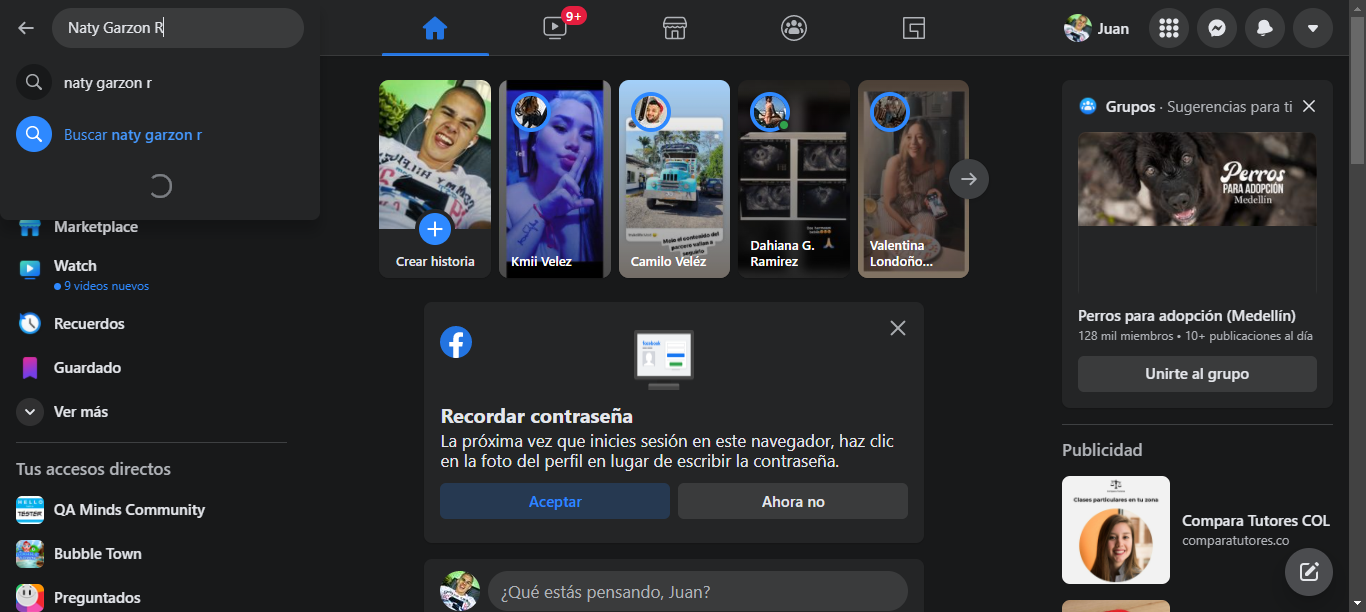 Naty Garzon R
naty garzon r
Buscar naty garzon r
Marketplace
Watch
9 videos nuevos
Recuerdos
Guardado
Ver más
Tus accesos directos
QA Minds Community
Bubble Town
Preguntados
9+
Juan
Crear historia
Kmii Velez
Camilo Veléz
Dahiana G.
Ramirez
Valentina
Londoño...
facebook
Recordar contraseña
La próxima vez que inicies sesión en este navegador, haz clic
en la foto del perfil en lugar de escribir la contraseña.
Aceptar
Ahora no
¿Qué estás pensando, Juan?
Grupos · Sugerencias para ti
Perros
PARA ADOPCIÓN
Medellín
Perros para adopción (Medellín)
128 mil miembros • 10+ publicaciones al día
Unirte al grupo
Publicidad
Clases particulares en tu zona
Compara Tutores COL
comparatutores.co
HELLO
TESTER